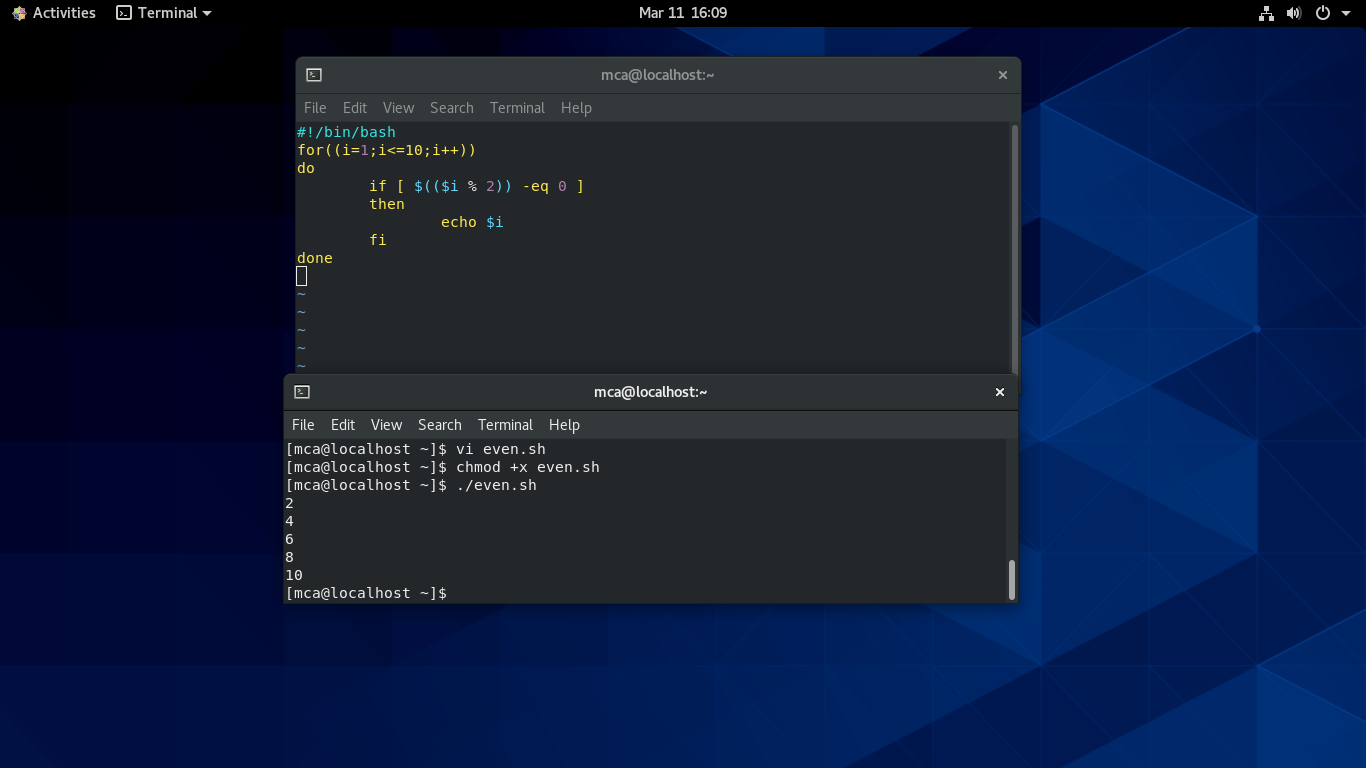 Activities Terminal Mar 11 16:09
mca@localhost:~
File Edit View Search Terminal Help
#!/bin/bash
for((i=1;i<=10;i++))
do
        if [ $(($i % 2)) -eq 0 ]
        then
                echo $i
        fi
done
~
~
~
~
~
mca@localhost:~
File Edit View Search Terminal Help
[mca@localhost ~]$ vi even.sh
[mca@localhost ~]$ chmod +x even.sh
[mca@localhost ~]$ ./even.sh
2
4
6
8
10
[mca@localhost ~]$